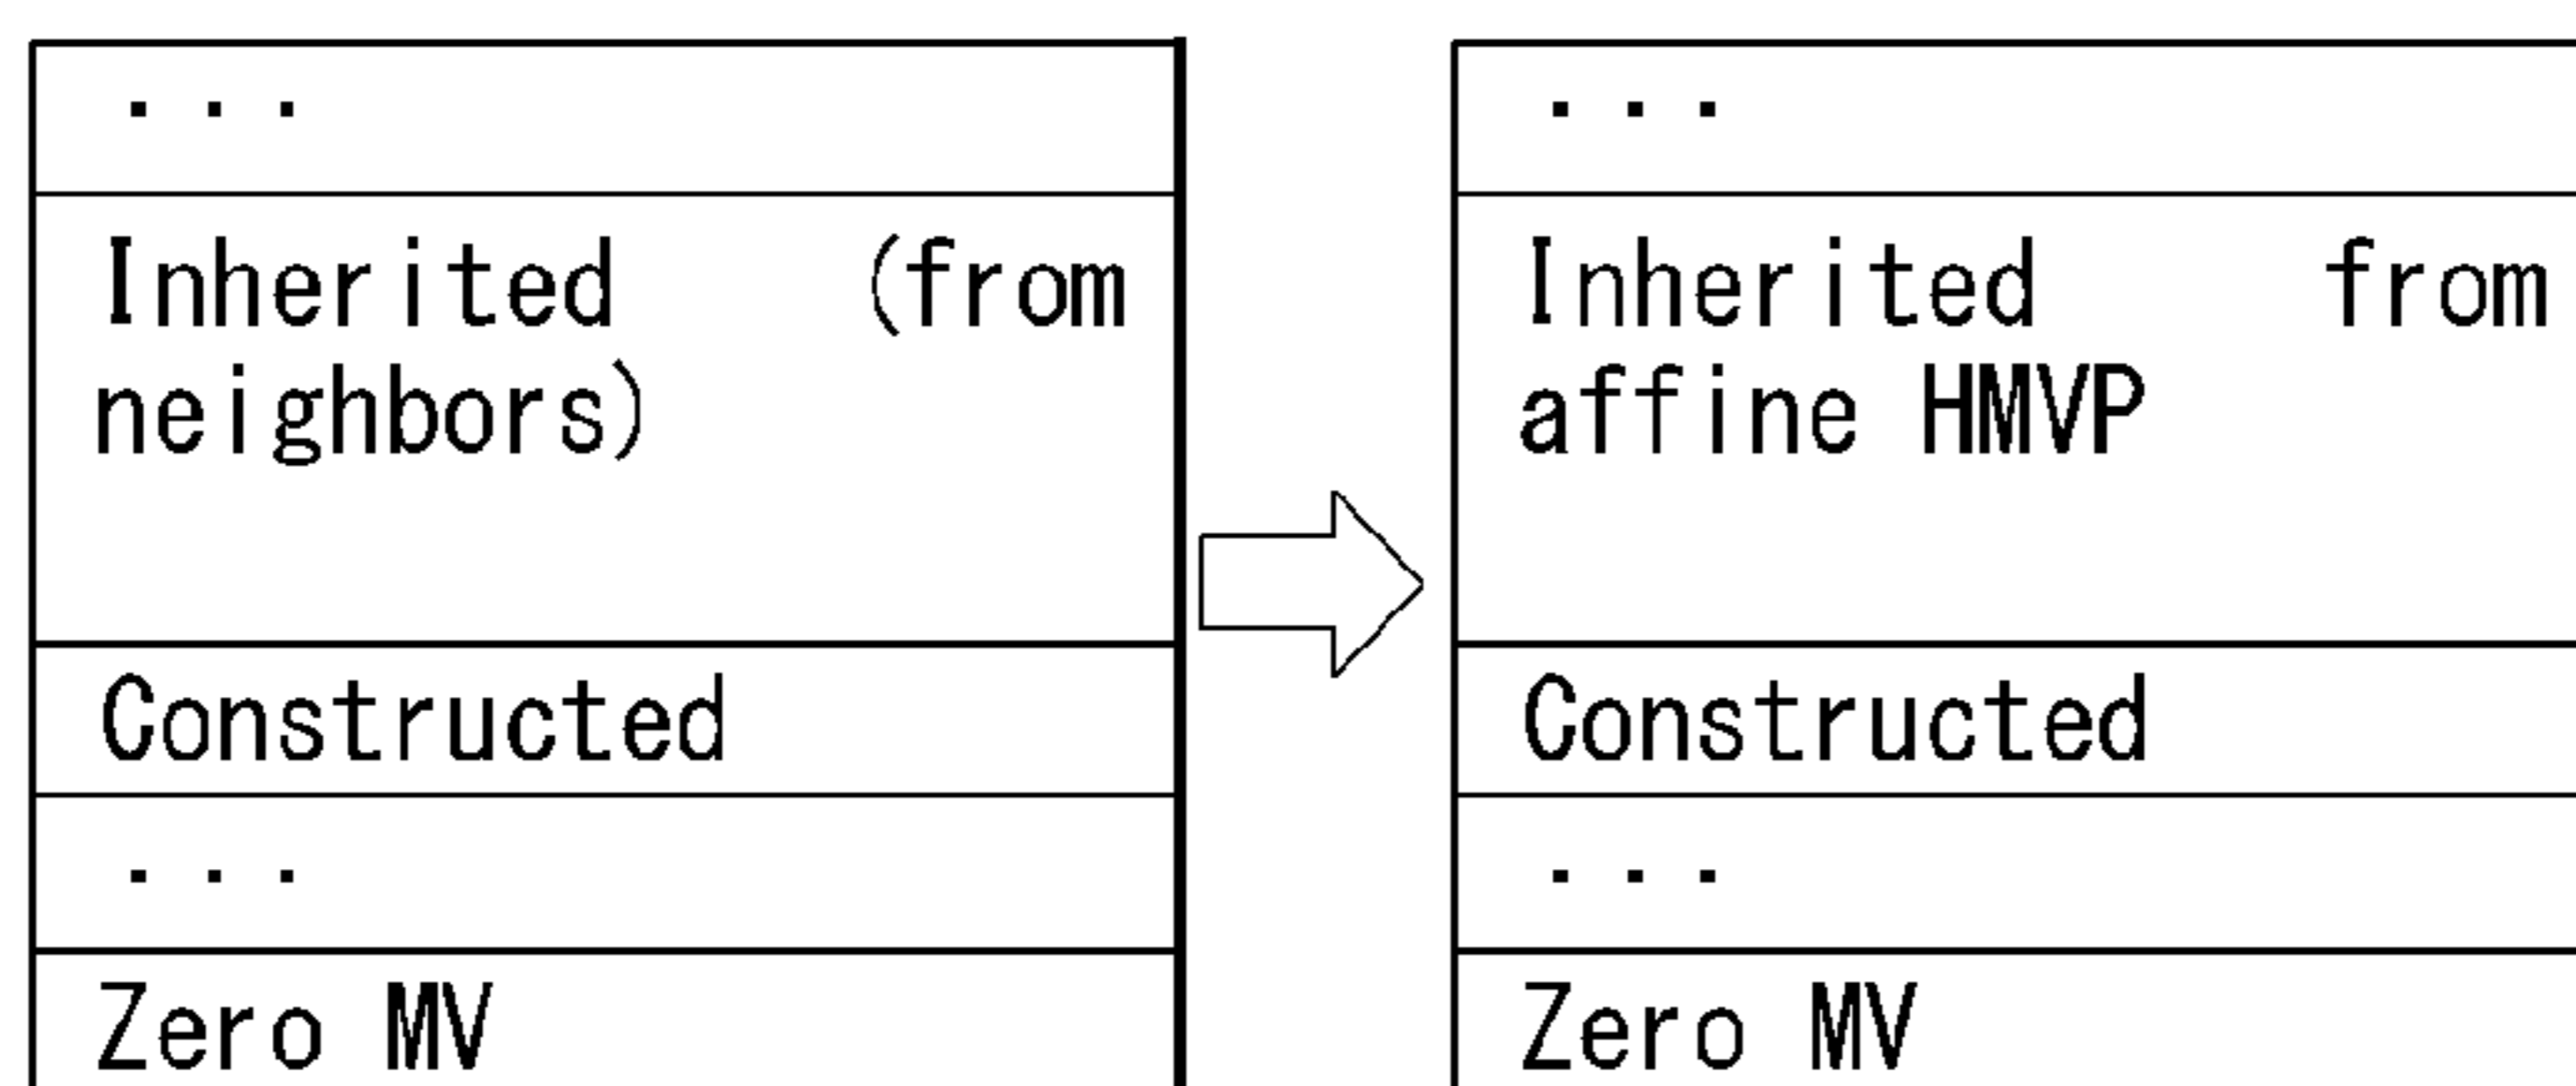 ...
Inherited (from
neighbors)
Constructed
...
Zero MV
...
Inherited from
affine HMVP
Constructed
...
Zero MV